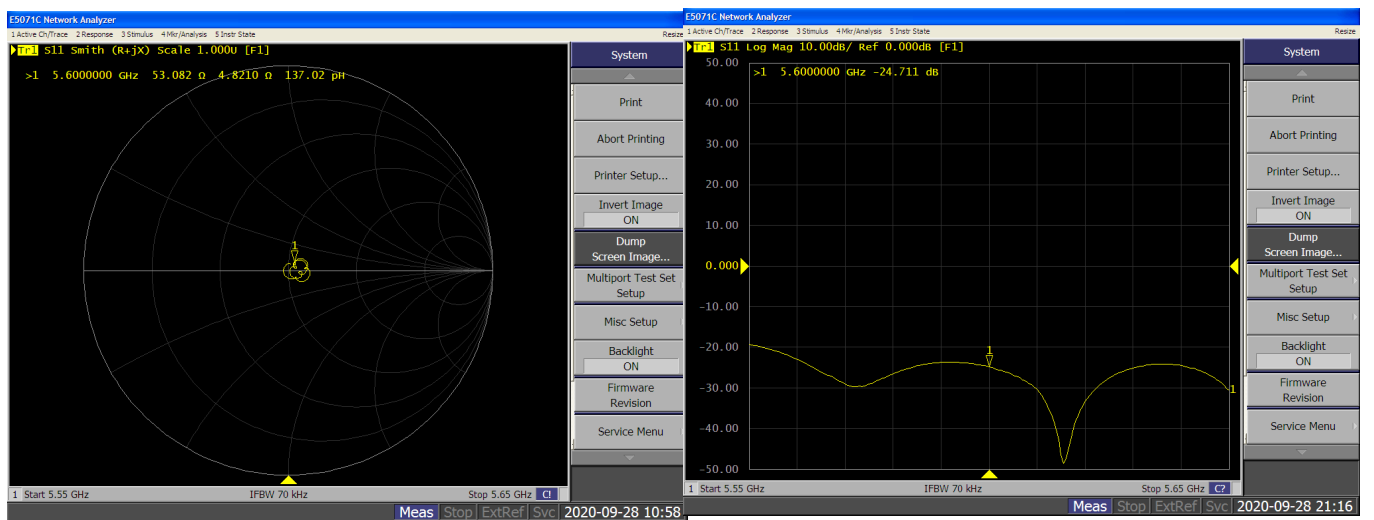 E5071C Network Analyzer
1 Active Ch/Trace 2 Response 3 Stimulus 4 Mkr/Analysis 5 Instr State Resize
Tr1 S11 Smith (R+jX) Scale 1.000U [F1]
>1 5.6000000 GHz 53.082 Ω 4.8210 Ω 137.02 pH
1
System
Print
Abort Printing
Printer Setup...
Invert Image
ON
Dump
Screen Image...
Multiport Test Set
Setup
Misc Setup
Backlight
ON
Firmware
Revision
Service Menu
1 Start 5.55 GHz IFBW 70 kHz Stop 5.65 GHz C!
Meas Stop ExtRef Svc 2020-09-28 10:58
E5071C Network Analyzer
1 Active Ch/Trace 2 Response 3 Stimulus 4 Mkr/Analysis 5 Instr State Resize
Tr1 S11 Log Mag 10.00dB/ Ref 0.000dB [F1]
50.00
>1 5.6000000 GHz -24.711 dB
40.00
30.00
20.00
10.00
0.000
-10.00
-20.00
-30.00
-40.00
-50.00
1
1
System
Print
Abort Printing
Printer Setup...
Invert Image
ON
Dump
Screen Image...
Multiport Test Set
Setup
Misc Setup
Backlight
ON
Firmware
Revision
Service Menu
1 Start 5.55 GHz IFBW 70 kHz Stop 5.65 GHz C?
Meas Stop ExtRef Svc 2020-09-28 21:16